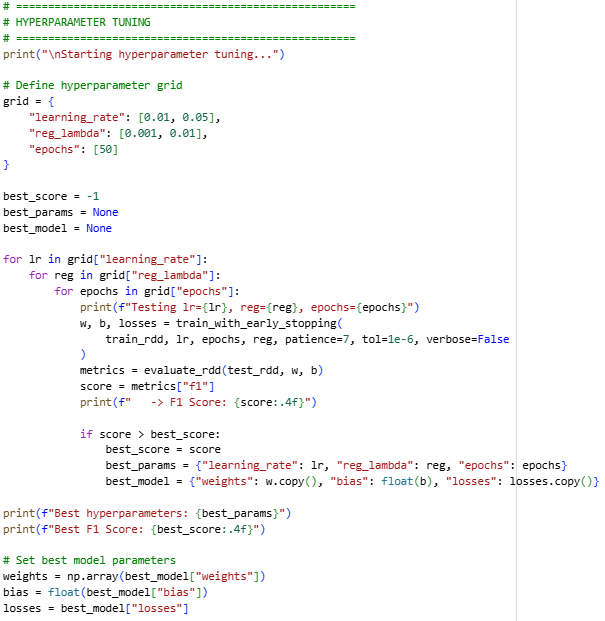 # =====================================================
# HYPERPARAMETER TUNING
# =====================================================
print("\nStarting hyperparameter tuning...")

# Define hyperparameter grid
grid = {
    "learning_rate": [0.01, 0.05],
    "reg_lambda": [0.001, 0.01],
    "epochs": [50]
}

best_score = -1
best_params = None
best_model = None

for lr in grid["learning_rate"]:
    for reg in grid["reg_lambda"]:
        for epochs in grid["epochs"]:
            print(f"Testing lr={lr}, reg={reg}, epochs={epochs}")
            w, b, losses = train_with_early_stopping(
                train_rdd, lr, epochs, reg, patience=7, tol=1e-6, verbose=False
            )
            metrics = evaluate_rdd(test_rdd, w, b)
            score = metrics["f1"]
            print(f"   -> F1 Score: {score:.4f}")

            if score > best_score:
                best_score = score
                best_params = {"learning_rate": lr, "reg_lambda": reg, "epochs": epochs}
                best_model = {"weights": w.copy(), "bias": float(b), "losses": losses.copy()}

print(f"Best hyperparameters: {best_params}")
print(f"Best F1 Score: {best_score:.4f}")

# Set best model parameters
weights = np.array(best_model["weights"])
bias = float(best_model["bias"])
losses = best_model["losses"]